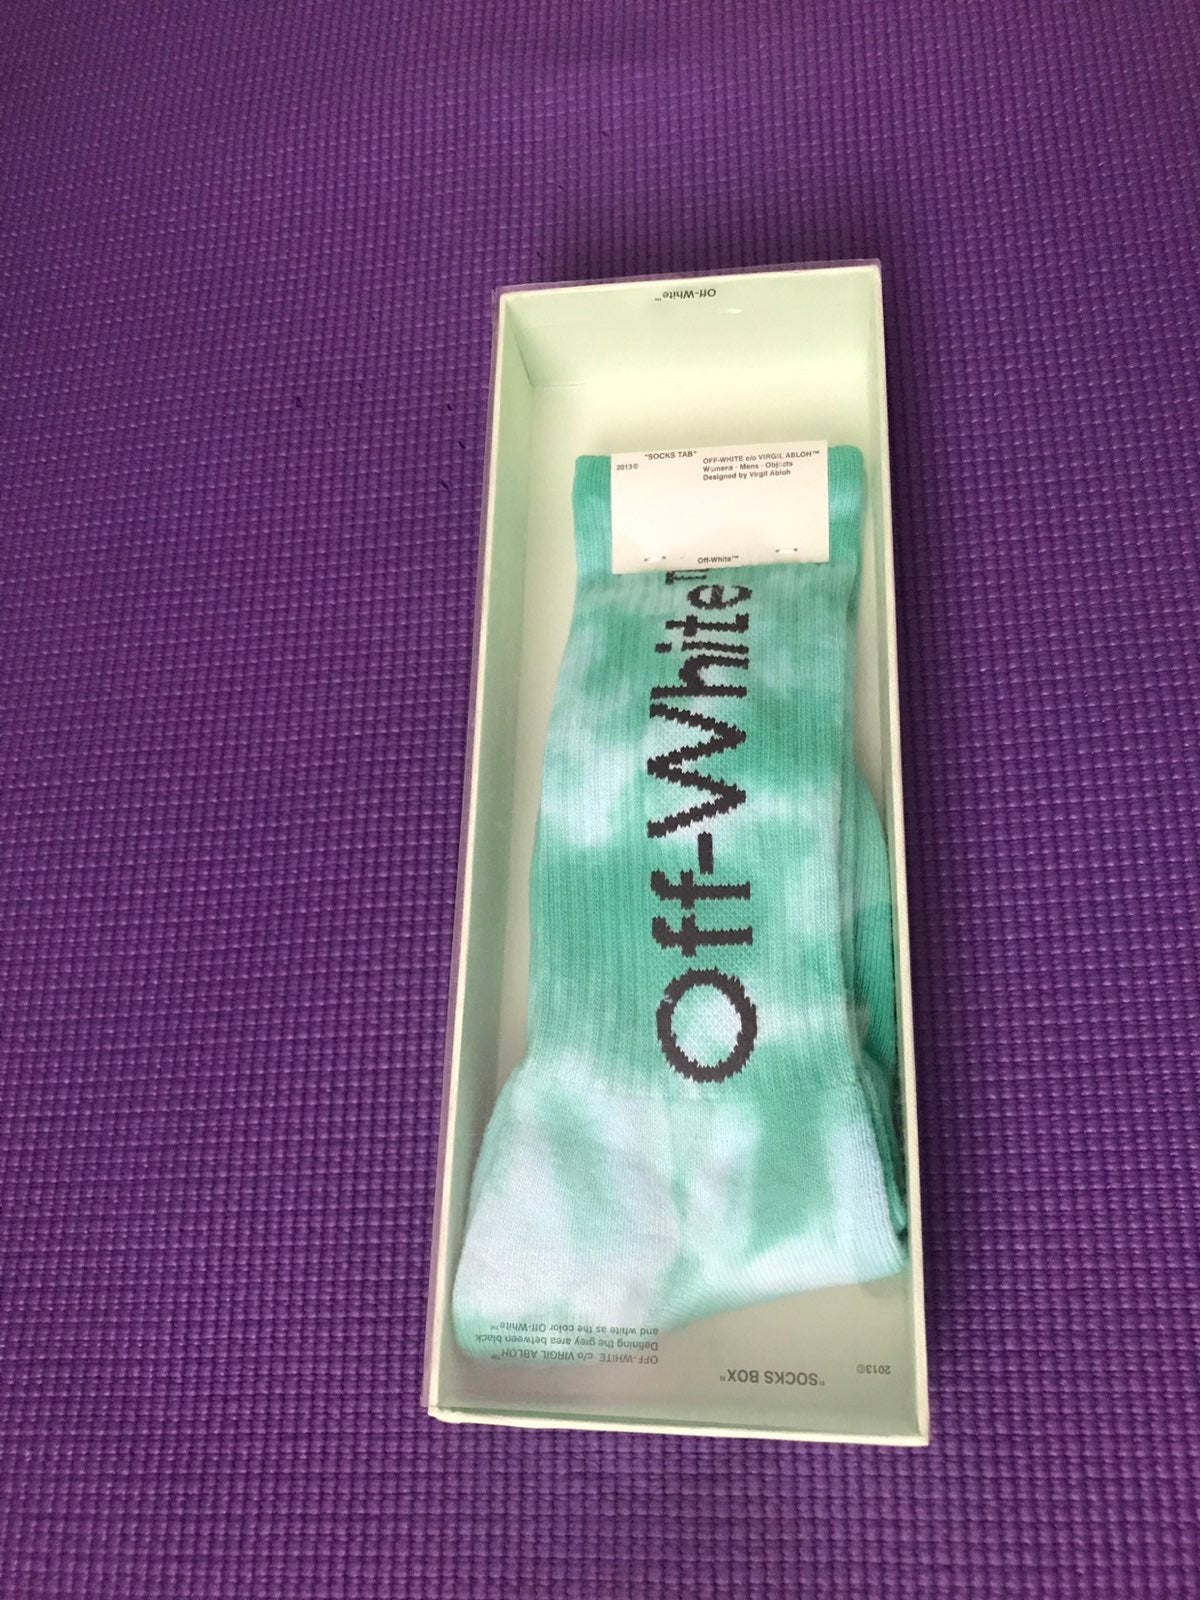 Off-White™
"SOCKS TAB"
2013©
OFF-WHITE c/o VIRGIL ABLOH™
Womens - Mens - Objects
Designed by Virgil Abloh
Off-White™
Off-White™
OFF-WHITE c/o VIRGIL ABLOH™
Defining the grey area between black
and white as the color Off-White™
"SOCKS BOX"
2013©